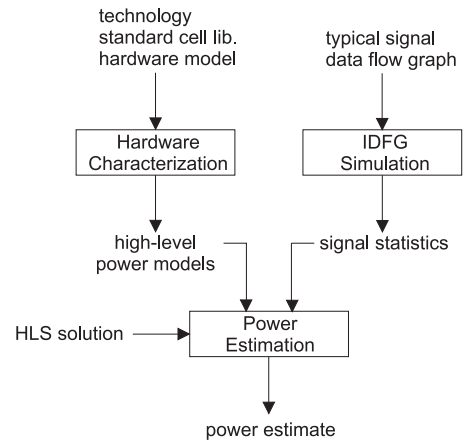 technology
standard cell lib.
hardware model
typical signal
data flow graph
Hardware
Characterization
IDFG
Simulation
high-level
power models
signal statistics
HLS solution
Power
Estimation
power estimate